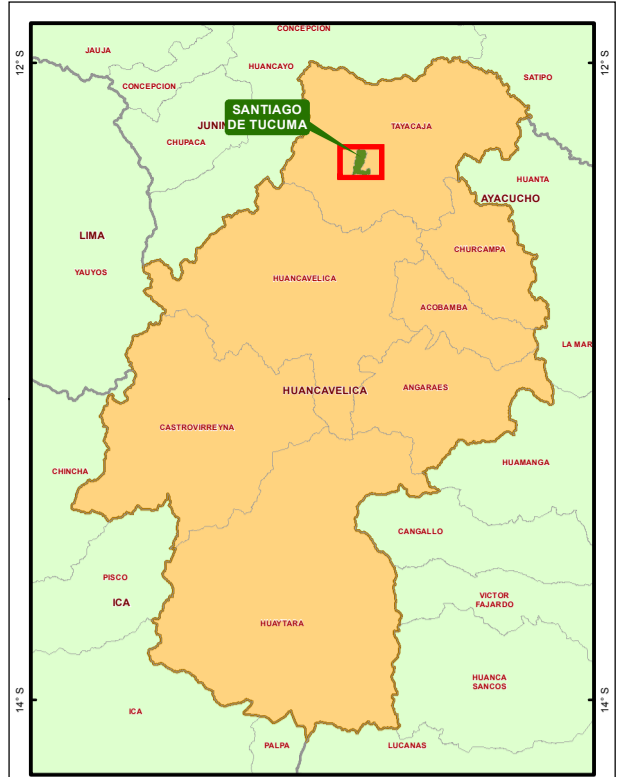 CONCEPCION
JAUJA
12° S
12° S
HUANCAYO
SATIPO
CONCEPCION
SANTIAGO
DE TUCUMA
JUNIN
TAYACAJA
CHUPACA
HUANTA
AYACUCHO
LIMA
CHURCAMPA
YAUYOS
HUANCAVELICA
ACOBAMBA
LA MAR
HUANCAVELICA
ANGARAES
CASTROVIRREYNA
HUAMANGA
CHINCHA
CANGALLO
PISCO
VICTOR
FAJARDO
ICA
HUAYTARA
HUANCA
SANCOS
14° S
14° S
ICA
PALPA
LUCANAS